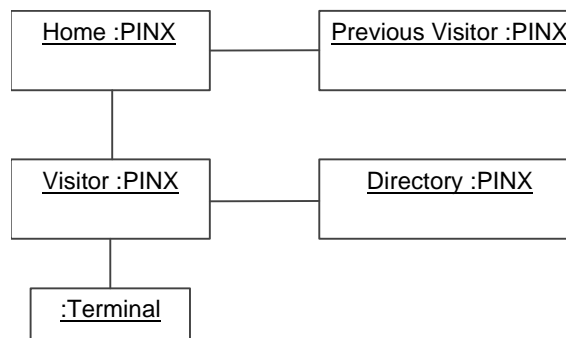 Home :PINX
Previous Visitor :PINX
Visitor :PINX
Directory :PINX
:Terminal